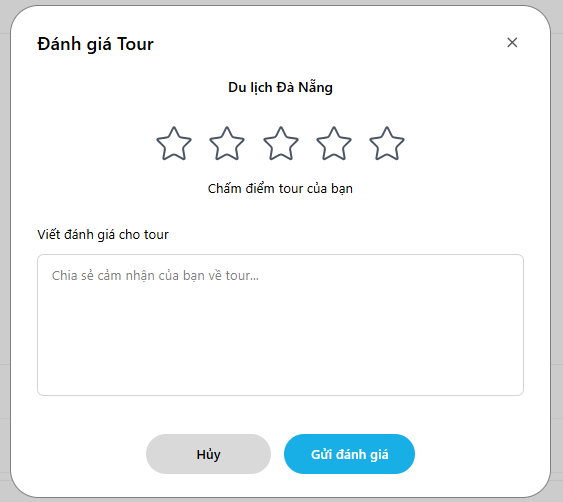 Đánh giá Tour
Du lịch Đà Nẵng
Chấm điểm tour của bạn
Viết đánh giá cho tour
Chia sẻ cảm nhận của bạn về tour...
Hủy
Gửi đánh giá